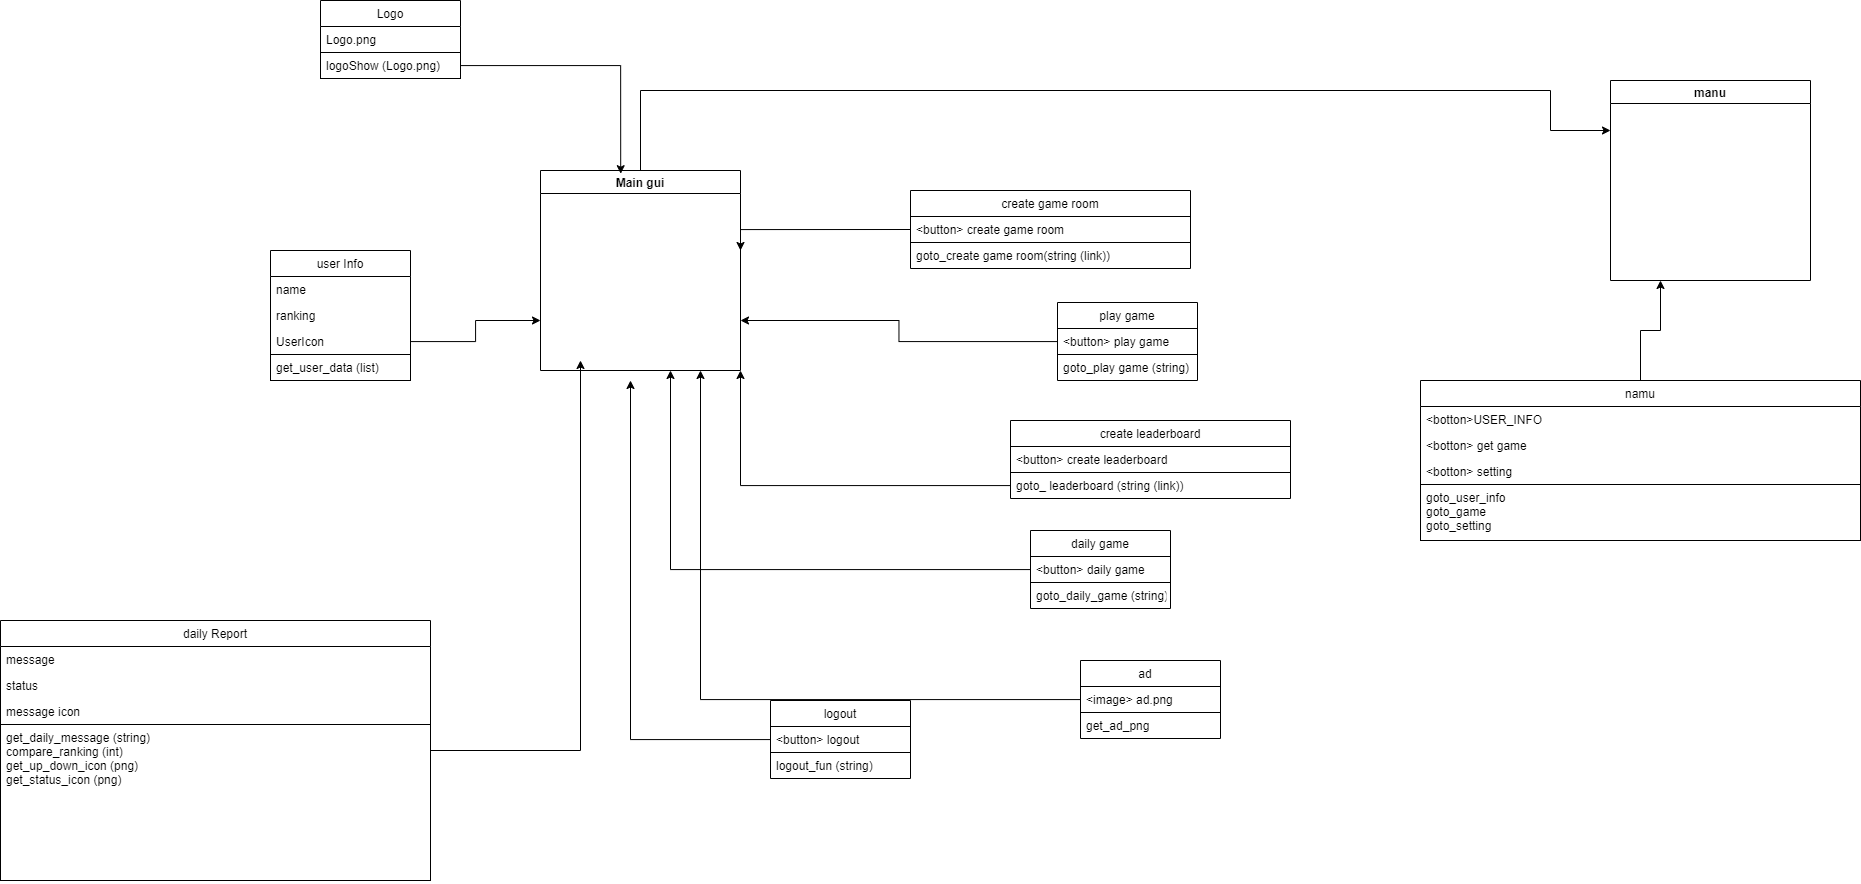 Logo
Logo.png
logoShow (Logo.png)
manu
Main gui
create game room
<button> create game room
goto_create game room(string (link))
user Info
name
ranking
UserIcon
get_user_data (list)
play game
<button> play game
goto_play game (string)
namu
<botton>USER_INFO
<botton> get game
<botton> setting
goto_user_info
goto_game
goto_setting
create leaderboard
<button> create leaderboard
goto_ leaderboard (string (link))
daily game
<button> daily game
goto_daily_game (string)
daily Report
message
status
message icon
get_daily_message (string)
compare_ranking (int)
get_up_down_icon (png)
get_status_icon (png)
ad
<image> ad.png
get_ad_png
logout
<button> logout
logout_fun (string)